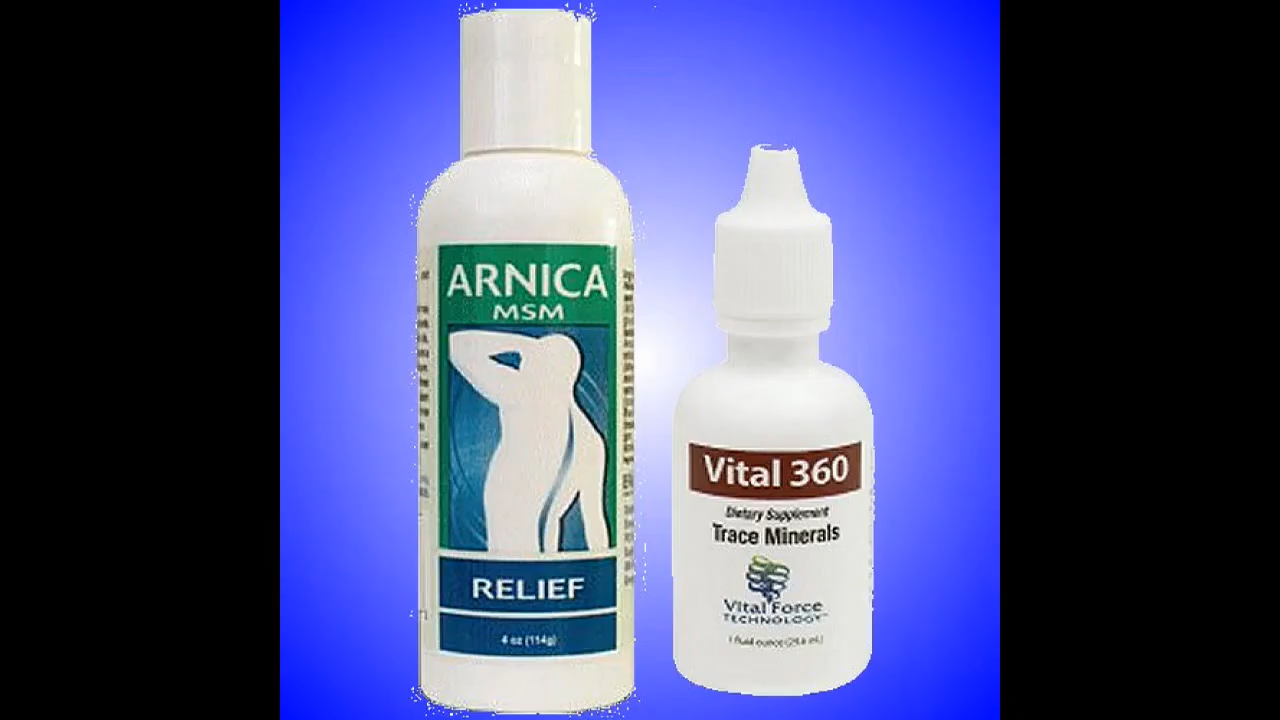 ARNICA
MSM
RELIEF
4 oz (114g)
Vital 360
Dietary Supplement
Trace Minerals
Vital Force
TECHNOLOGY
1 fluid ounce (29.6 mL)